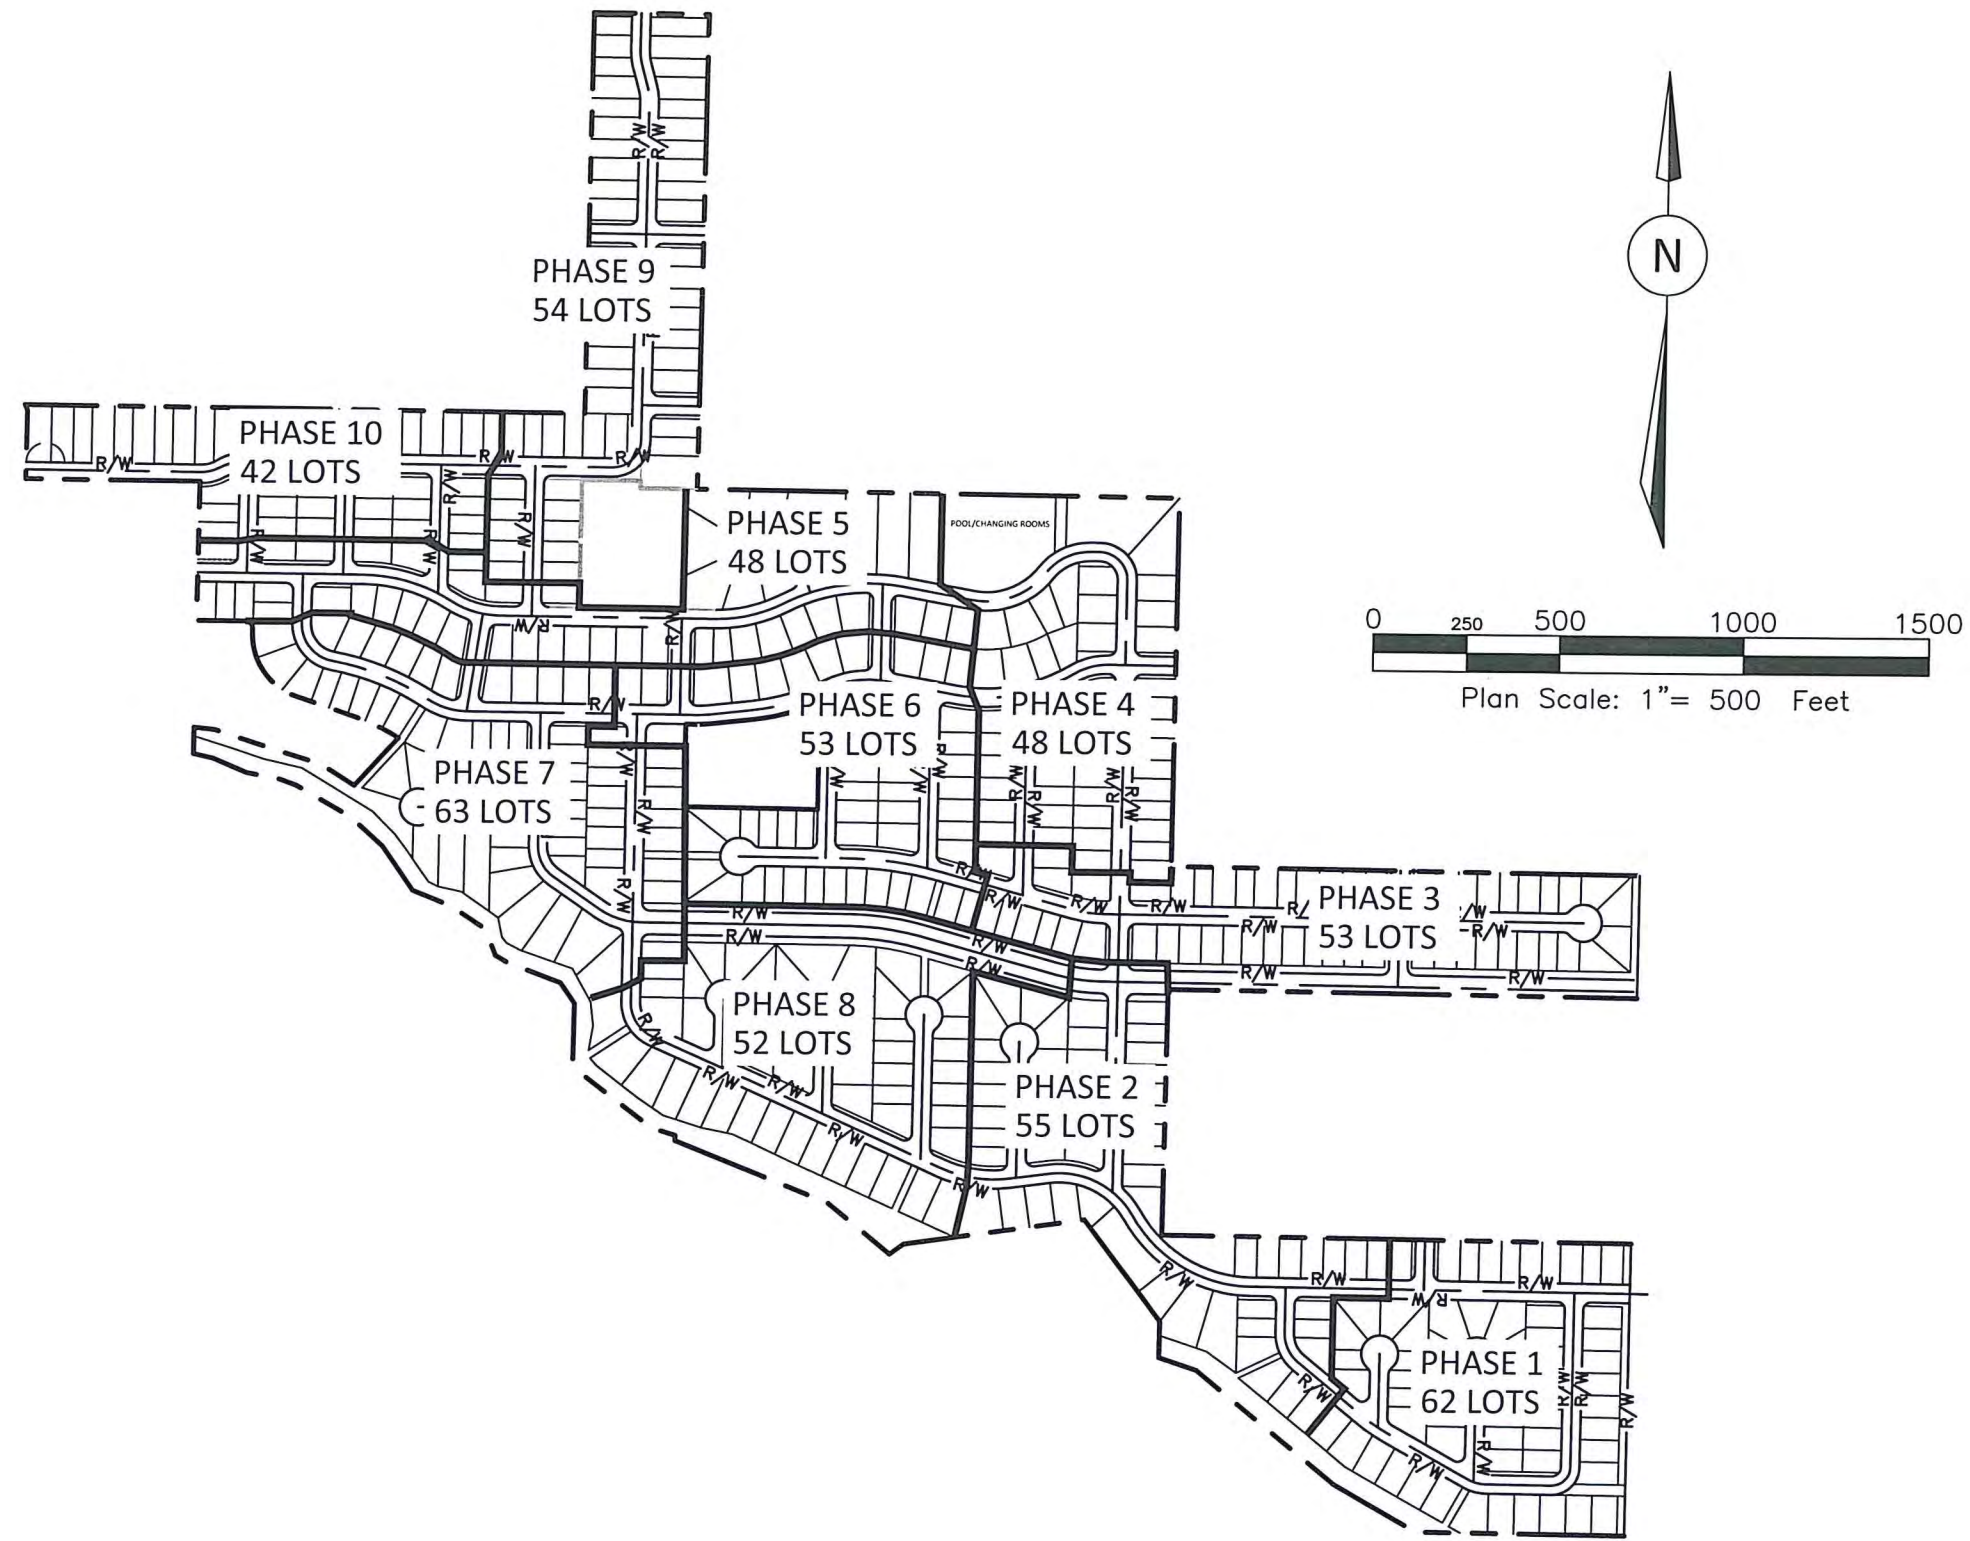 N
PHASE 9
54 LOTS
PHASE 10
42 LOTS
R/W
R/W
R/W
R/W
R/W
R/W
R/W
R/W
PHASE 5
48 LOTS
POOL/CHANGING ROOMS
0 250 500 1000 1500
Plan Scale: 1”= 500 Feet
R/W
R/W
PHASE 6
53 LOTS
PHASE 4
48 LOTS
R/W
PHASE 7
63 LOTS
R/W
R/W
R/W
R/W
R/W
R/W
R/W
R/W
R/W
PHASE 3
53 LOTS
R/W
R/W
R/W
R/W
R/W
R/W
R/W
R/W
R/W
R/W
R/W
PHASE 8
52 LOTS
R/W
R/W
R/W
R/W
R/W
PHASE 2
55 LOTS
R/W
R/W
R/W
R/W
PHASE 1
62 LOTS
R/W
R/W
R/W
R/W
R/W
R/W
R/W